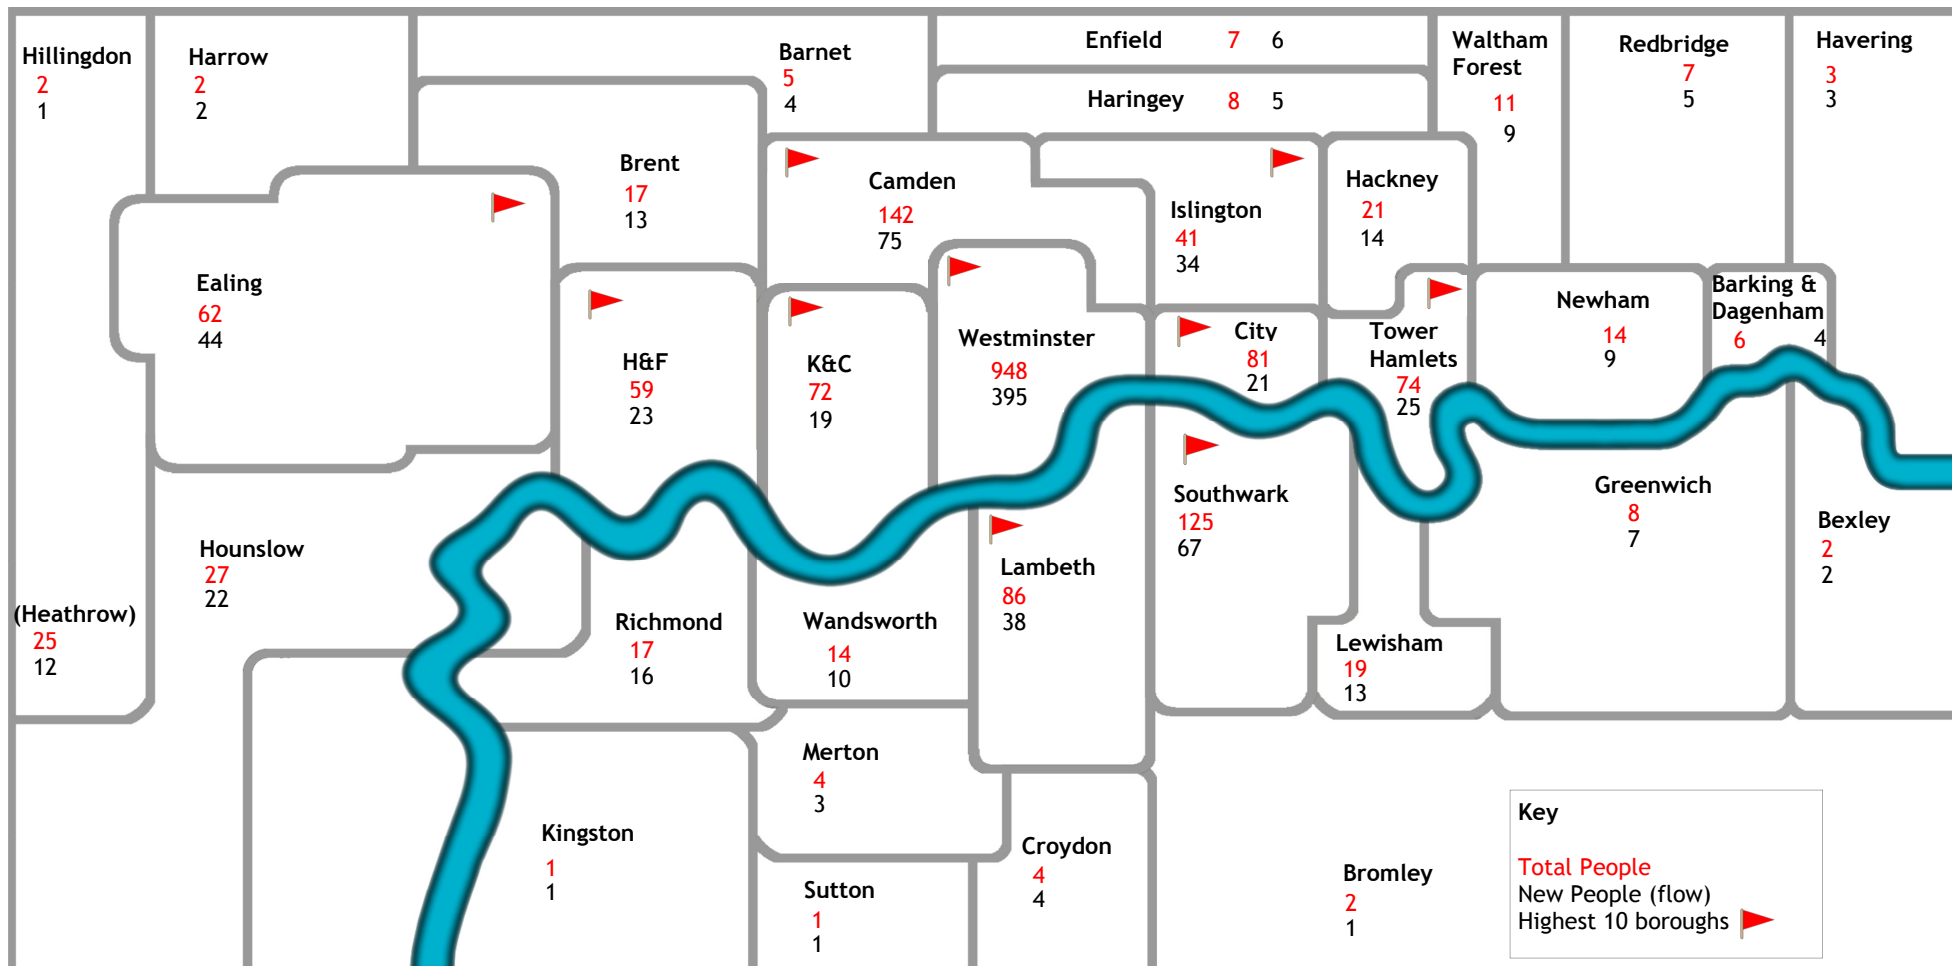 Hillingdon
2
1
Harrow
2
2
Barnet
5
4
Enfield 7 6
Haringey 8 5
Waltham
Forest
11
9
Redbridge
7
5
Havering
3
3
Brent
17
13
Camden
142
75
Islington
41
34
Hackney
21
14
Ealing
62
44
H&F
59
23
K&C
72
19
Westminster
948
395
City
81
21
Tower
Hamlets
74
25
Newham
14
9
Barking &
Dagenham
6 4
Hounslow
27
22
(Heathrow)
25
12
Richmond
17
16
Wandsworth
14
10
Lambeth
86
38
Southwark
125
67
Lewisham
19
13
Greenwich
8
7
Bexley
2
2
Kingston
1
1
Merton
4
3
Sutton
1
1
Croydon
4
4
Bromley
2
1
Key
Total People
New People (flow)
Highest 10 boroughs